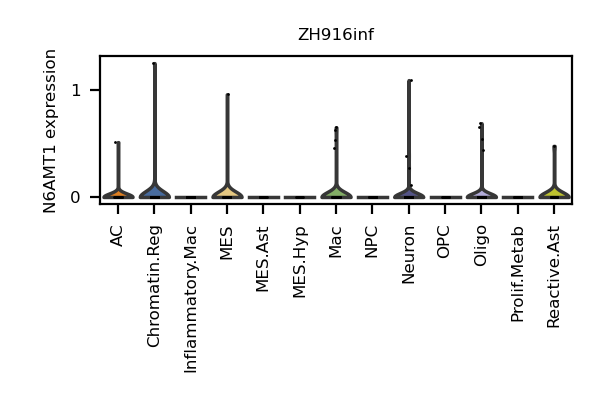 ZH916inf
N6AMT1 expression
1
0
AC
Chromatin.Reg
Inflammatory.Mac
MES
MES.Ast
MES.Hyp
Mac
NPC
Neuron
OPC
Oligo
Prolif.Metab
Reactive.Ast